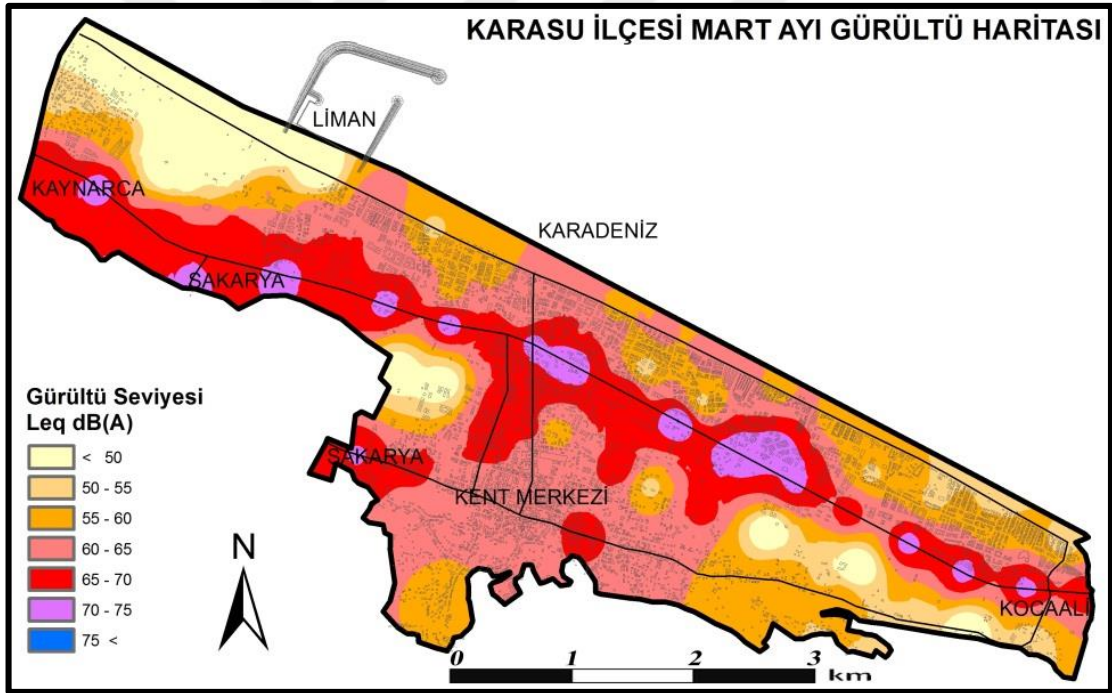 KARASU İLÇESİ MART AYI GÜRÜLTÜ HARİTASI
LİMAN
KAYNARCA
KARADENİZ
SAKARYA
SAKARYA
KENT MERKEZİ
KOCAALİ
Gürültü Seviyesi
Leq dB(A)
< 50
50 - 55
55 - 60
60 - 65
65 - 70
70 - 75
75 <
N
0 1 2 3
km